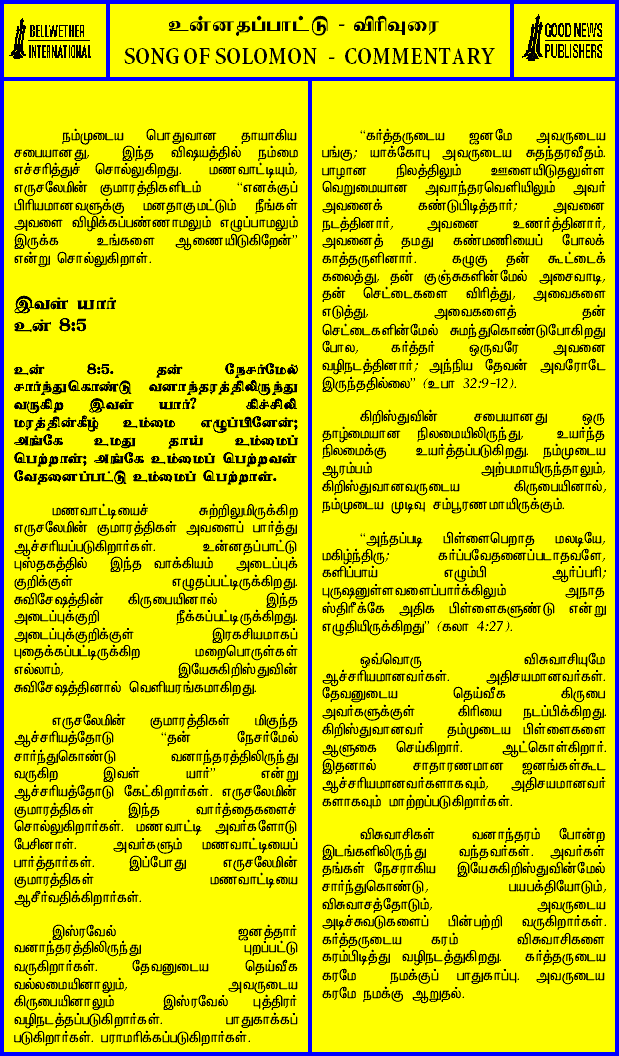 BELLWETHER
INTERNATIONAL
உன்னதப்பாட்டு - விரிவுரை
SONG OF SOLOMON - COMMENTARY
GOOD NEWS
PUBLISHERS
நம்முடைய பொதுவான தாயாகிய
சபையானது, இந்த விஷயத்தில் நம்மை
எச்சரித்துச் சொல்லுகிறது. மணவாட்டியும்,
எருசலேமின் குமாரத்திகளிடம் “எனக்குப்
பிரியமானவளுக்கு மனதாகுமட்டும் நீங்கள்
அவளை விழிக்கப்பண்ணாமலும் எழுப்பாமலும்
இருக்க உங்களை ஆணையிடுகிறேன்”
என்று சொல்லுகிறாள்.
இவள் யார்
உன் 8:5
உன் 8:5. தன் நேசர்மேல்
சார்ந்துகொண்டு வனாந்தரத்திலிருந்து
வருகிற இவள் யார்? கிச்சிலி
மரத்தின்கீழ் உம்மை எழுப்பினேன்;
அங்கே உமது தாய் உம்மைப்
பெற்றாள்; அங்கே உம்மைப் பெற்றவள்
வேதனைப்பட்டு உம்மைப் பெற்றாள்.
மணவாட்டியைச் சுற்றிலுமிருக்கிற
எருசலேமின் குமாரத்திகள் அவளைப் பார்த்து
ஆச்சரியப்படுகிறார்கள். உன்னதப்பாட்டு
புஸ்தகத்தில் இந்த வாக்கியம் அடைப்புக்
குறிக்குள் எழுதப்பட்டிருக்கிறது.
சுவிசேஷத்தின் கிருபையினால் இந்த
அடைப்புக்குறி நீக்கப்பட்டிருக்கிறது.
அடைப்புக்குறிக்குள் இரகசியமாகப்
புதைக்கப்பட்டிருக்கிற மறைபொருள்கள்
எல்லாம், இயேசுகிறிஸ்துவின்
சுவிசேஷத்தினால் வெளியரங்கமாகிறது.
எருசலேமின் குமாரத்திகள் மிகுந்த
ஆச்சரியத்தோடு “தன் நேசர்மேல்
சார்ந்துகொண்டு வனாந்தரத்திலிருந்து
வருகிற இவள் யார்” என்று
ஆச்சரியத்தோடு கேட்கிறார்கள். எருசலேமின்
குமாரத்திகள் இந்த வார்த்தைகளைச்
சொல்லுகிறார்கள். மணவாட்டி அவர்களோடு
பேசினாள். அவர்களும் மணவாட்டியைப்
பார்த்தார்கள். இப்போது எருசலேமின்
குமாரத்திகள் மணவாட்டியை
ஆசீர்வதிக்கிறார்கள்.
இஸ்ரவேல் ஜனத்தார்
வனாந்தரத்திலிருந்து புறப்பட்டு
வருகிறார்கள். தேவனுடைய தெய்வீக
வல்லமையினாலும், அவருடைய
கிருபையினாலும் இஸ்ரவேல் புத்திரர்
வழிநடத்தப்படுகிறார்கள். பாதுகாக்கப்
படுகிறார்கள். பராமரிக்கப்படுகிறார்கள்.
“கர்த்தருடைய ஜனமே அவருடைய
பங்கு; யாக்கோபு அவருடைய சுதந்தரவீதம்.
பாழான நிலத்திலும் ஊளையிடுதலுள்ள
வெறுமையான அவாந்தரவெளியிலும் அவர்
அவனைக் கண்டுபிடித்தார்; அவனை
நடத்தினார், அவனை உணர்த்தினார்,
அவனைத் தமது கண்மணியைப் போலக்
காத்தருளினார். கழுகு தன் கூட்டைக்
கலைத்து, தன் குஞ்சுகளின்மேல் அசைவாடி,
தன் செட்டைகளை விரித்து, அவைகளை
எடுத்து, அவைகளைத் தன்
செட்டைகளின்மேல் சுமந்துகொண்டுபோகிறது
போல, கர்த்தர் ஒருவரே அவனை
வழிநடத்தினார்; அந்நிய தேவன் அவரோடே
இருந்ததில்லை” (உபா 32:9-12).
கிறிஸ்துவின் சபையானது ஒரு
தாழ்மையான நிலமையிலிருந்து, உயர்ந்த
நிலமைக்கு உயர்த்தப்படுகிறது. நம்முடைய
ஆரம்பம் அற்பமாயிருந்தாலும்,
கிறிஸ்துவானவருடைய கிருபையினால்,
நம்முடைய முடிவு சம்பூரணமாயிருக்கும்.
“அந்தப்படி பிள்ளைபெறாத மலடியே,
மகிழ்ந்திரு; கர்ப்பவேதனைப்படாதவளே,
களிப்பாய் எழும்பி ஆர்ப்பரி;
புருஷனுள்ளவளைப்பார்க்கிலும் அநாத
ஸ்திரீக்கே அதிக பிள்ளைகளுண்டு என்று
எழுதியிருக்கிறது” (கலா 4:27).
ஒவ்வொரு விசுவாசியுமே
ஆச்சரியமானவர்கள். அதிசயமானவர்கள்.
தேவனுடைய தெய்வீக கிருபை
அவர்களுக்குள் கிரியை நடப்பிக்கிறது.
கிறிஸ்துவானவர் தம்முடைய பிள்ளைகளை
ஆளுகை செய்கிறார். ஆட்கொள்கிறார்.
இதனால் சாதாரணமான ஜனங்கள்கூட
ஆச்சரியமானவர்களாகவும், அதிசயமானவர்
களாகவும் மாற்றப்படுகிறார்கள்.
விசுவாசிகள் வனாந்தரம் போன்ற
இடங்களிலிருந்து வந்தவர்கள். அவர்கள்
தங்கள் நேசராகிய இயேசுகிறிஸ்துவின்மேல்
சார்ந்துகொண்டு, பயபக்தியோடும்,
விசுவாசத்தோடும், அவருடைய
அடிச்சுவடுகளைப் பின்பற்றி வருகிறார்கள்.
கர்த்தருடைய கரம் விசுவாசிகளை
கரம்பிடித்து வழிநடத்துகிறது. கர்த்தருடைய
கரமே நமக்குப் பாதுகாப்பு. அவருடைய
கரமே நமக்கு ஆறுதல்.